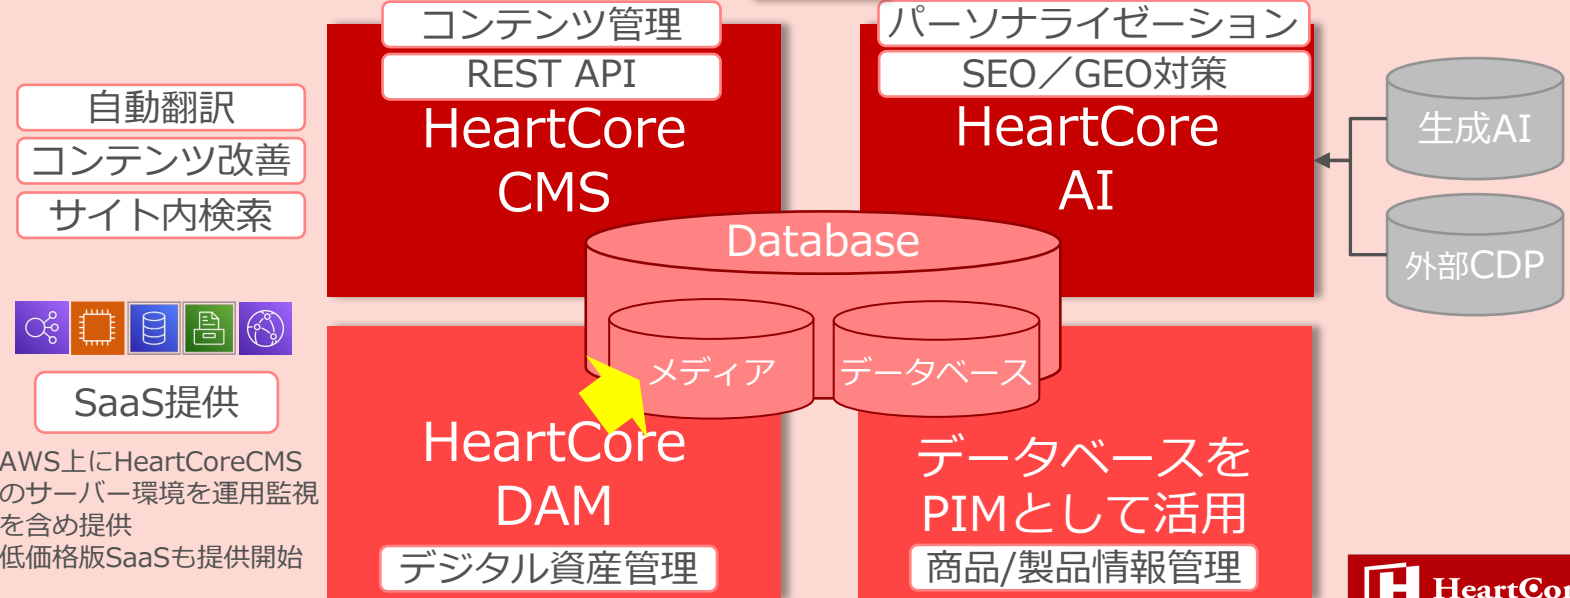 コンテンツ管理
REST API
HeartCore
CMS
パーソナライゼーション
SEO／GEO対策
HeartCore
AI
自動翻訳
コンテンツ改善
サイト内検索
生成AI
外部CDP
Database
メディア
データベース
SaaS提供
AWS上にHeartCoreCMS
のサーバー環境を運用監視
を含め提供
低価格版SaaSも提供開始
HeartCore
DAM
デジタル資産管理
データベースを
PIMとして活用
商品/製品情報管理
HeartCor